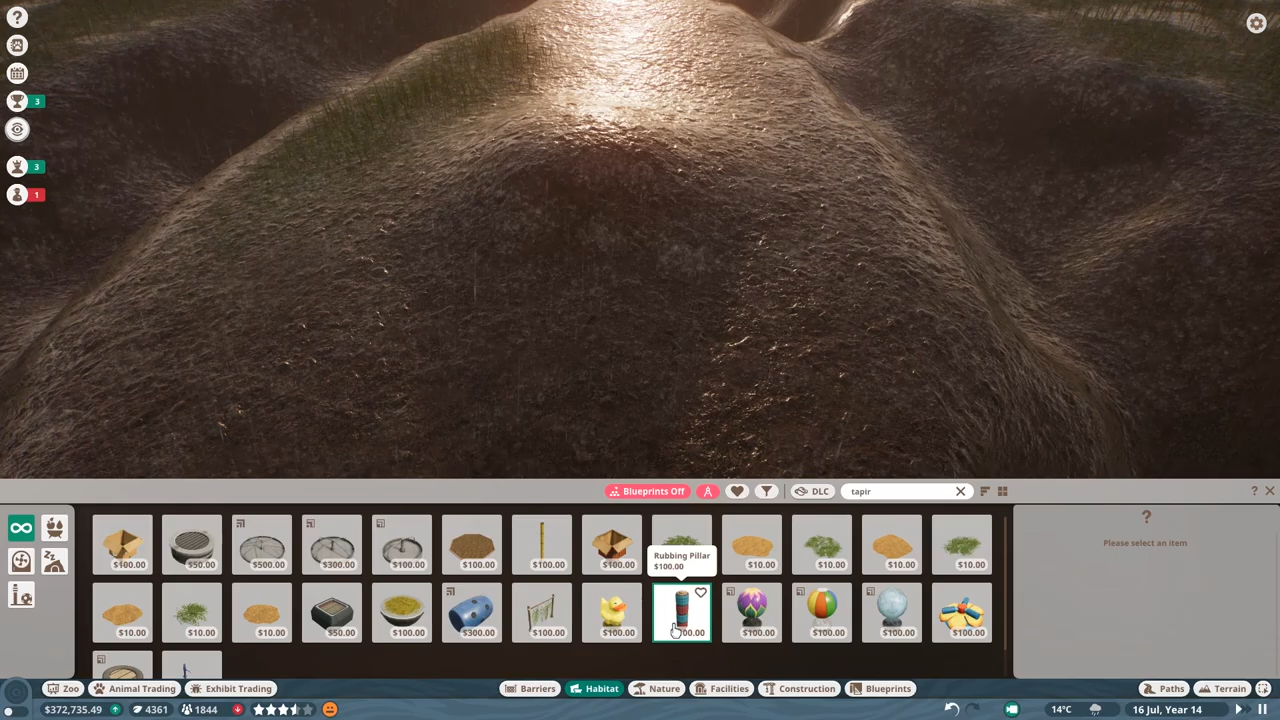 ?
3
3
1
Blueprints Off
DLC
tapir
?
$100.00
$50.00
$500.00
$300.00
$100.00
$100.00
$100.00
$100.00
Rubbing Pillar
$100.00
$10.00
$10.00
$10.00
$10.00
?
Please select an item
$10.00
$10.00
$10.00
$50.00
$100.00
$300.00
$100.00
$100.00
$100.00
$100.00
$100.00
$100.00
Zoo
Animal Trading
Exhibit Trading
Barriers
Habitat
Nature
Facilities
Construction
Blueprints
Paths
Terrain
$372,735.49
4361
1844
14°C
16 Jul, Year 14